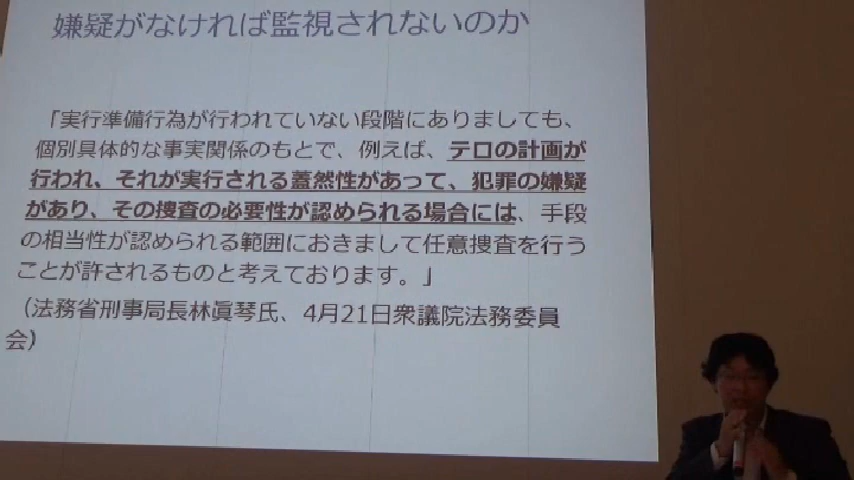 嫌疑がなければ監視されないのか
「実行準備行為が行われていない段階にありましても、
個別具体的な事実関係のもとで、例えば、テロの計画が
行われ、それが実行される蓋然性があって、犯罪の嫌疑
があり、その捜査の必要性が認められる場合には、手段
の相当性が認められる範囲におきまして任意捜査を行う
ことが許されるものと考えております。」
（法務省刑事局長林眞琴氏、4月21日衆議院法務委員
会）